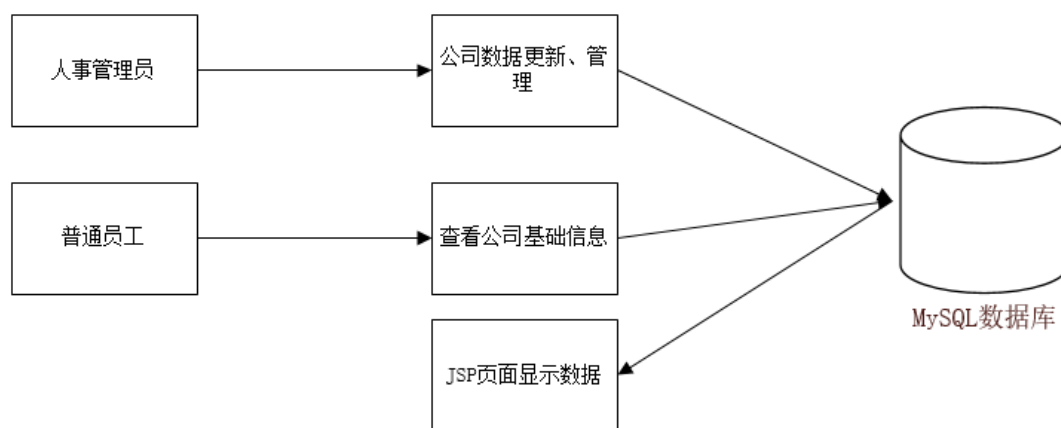 人事管理员
公司数据更新、管
理
普通员工
查看公司基础信息
MySQL数据库
JSP页面显示数据